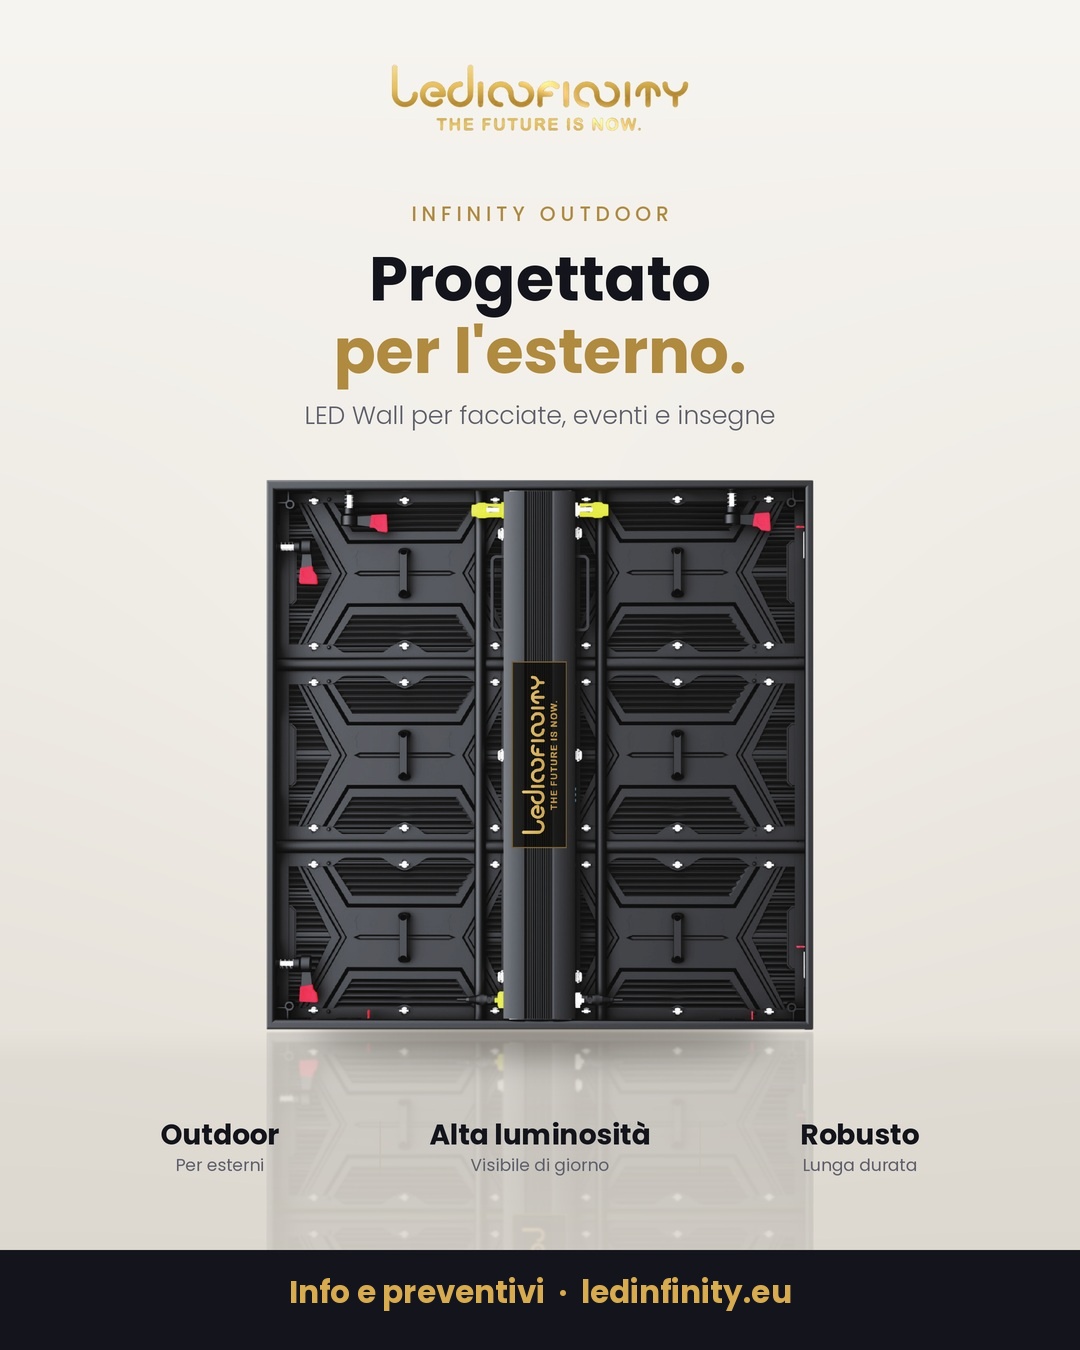 LedINFINITY
THE FUTURE IS NOW.
INFINITY OUTDOOR
Progettato
per l'esterno.
LED Wall per facciate, eventi e insegne
LedINFINITY
THE FUTURE IS NOW.
Outdoor
Per esterni
Alta luminosità
Visibile di giorno
Robusto
Lunga durata
Info e preventivi · ledinfinity.eu